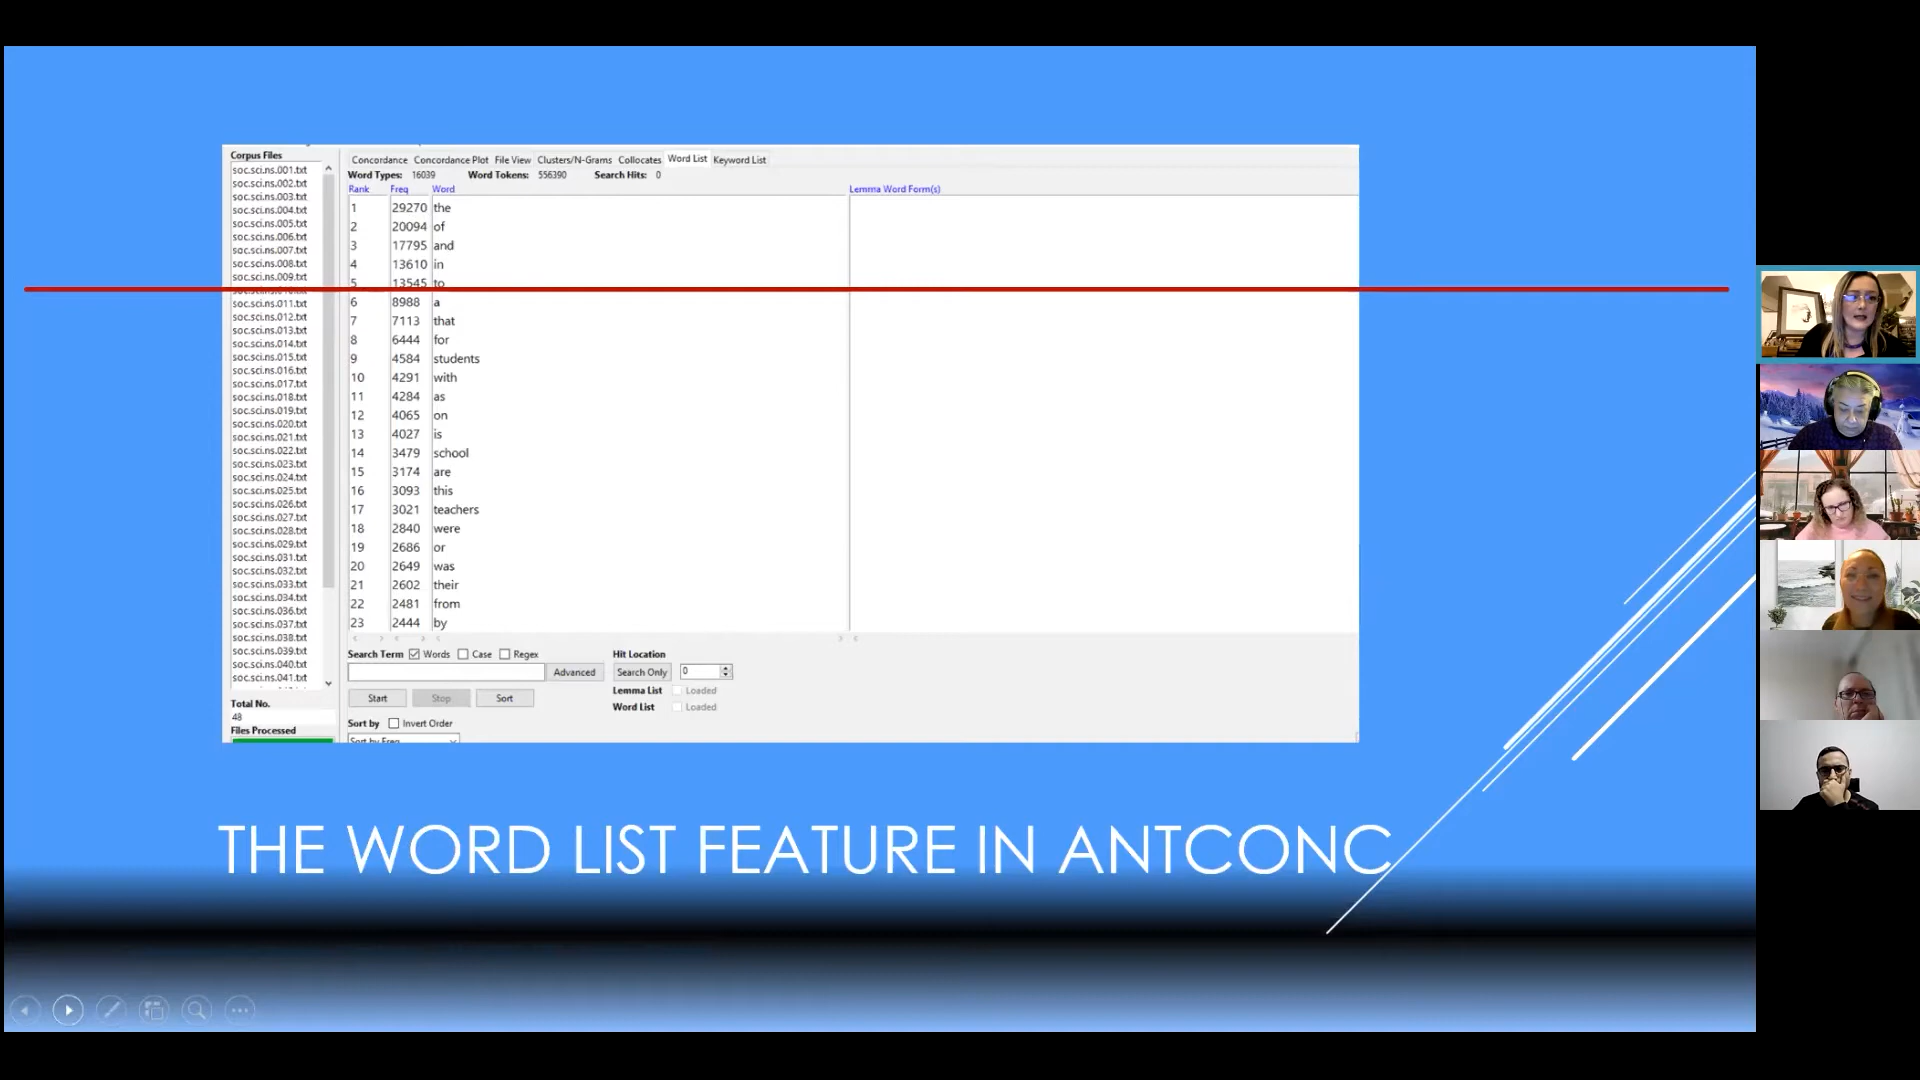 Corpus Files
soc.sci.ns.001.txt
soc.sci.ns.002.txt
soc.sci.ns.003.txt
soc.sci.ns.004.txt
soc.sci.ns.005.txt
soc.sci.ns.006.txt
soc.sci.ns.007.txt
soc.sci.ns.008.txt
soc.sci.ns.009.txt
soc.sci.ns.011.txt
soc.sci.ns.012.txt
soc.sci.ns.013.txt
soc.sci.ns.014.txt
soc.sci.ns.015.txt
soc.sci.ns.016.txt
soc.sci.ns.017.txt
soc.sci.ns.018.txt
soc.sci.ns.019.txt
soc.sci.ns.020.txt
soc.sci.ns.021.txt
soc.sci.ns.022.txt
soc.sci.ns.023.txt
soc.sci.ns.024.txt
soc.sci.ns.025.txt
soc.sci.ns.026.txt
soc.sci.ns.027.txt
soc.sci.ns.028.txt
soc.sci.ns.029.txt
soc.sci.ns.031.txt
soc.sci.ns.032.txt
soc.sci.ns.033.txt
soc.sci.ns.034.txt
soc.sci.ns.036.txt
soc.sci.ns.037.txt
soc.sci.ns.038.txt
soc.sci.ns.039.txt
soc.sci.ns.040.txt
soc.sci.ns.041.txt
Total No.
48
Files Processed
Concordance Concordance Plot File View Clusters/N-Grams Collocates Word List Keyword List
Word Types: 16039 Word Tokens: 556390 Search Hits: 0
Rank Freq Word Lemma Word Form(s)
1 29270 the
2 20094 of
3 17795 and
4 13610 in
5 13545 to
6 8988 a
7 7113 that
8 6444 for
9 4584 students
10 4291 with
11 4284 as
12 4065 on
13 4027 is
14 3479 school
15 3174 are
16 3093 this
17 3021 teachers
18 2840 were
19 2686 or
20 2649 was
21 2602 their
22 2481 from
23 2444 by
Search Term Words Case Regex Hit Location
Advanced Search Only 0
Start Stop Sort Lemma List Loaded
Word List Loaded
Sort by Invert Order
Sort by Freq
THE WORD LIST FEATURE IN ANTCONC